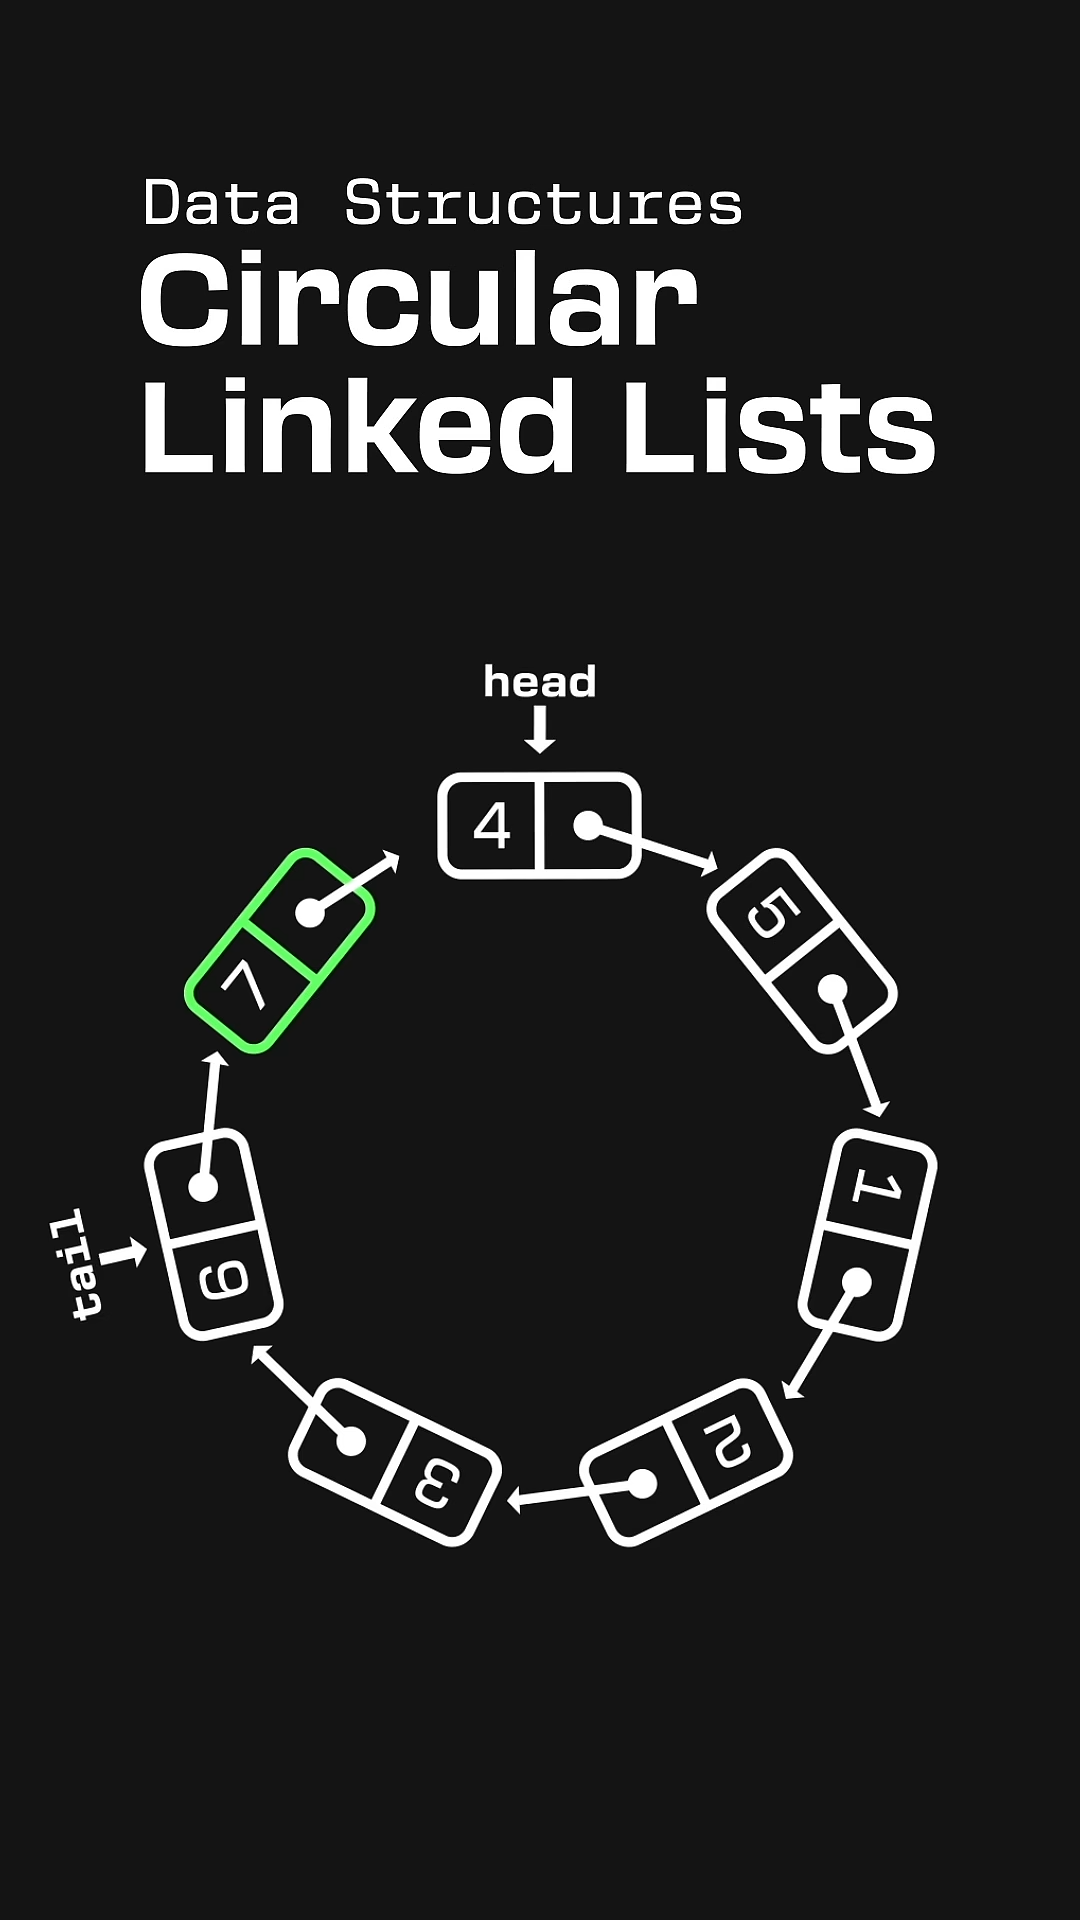 Data Structures
Circular
Linked Lists
head
4
5
1
2
3
6
tail
7